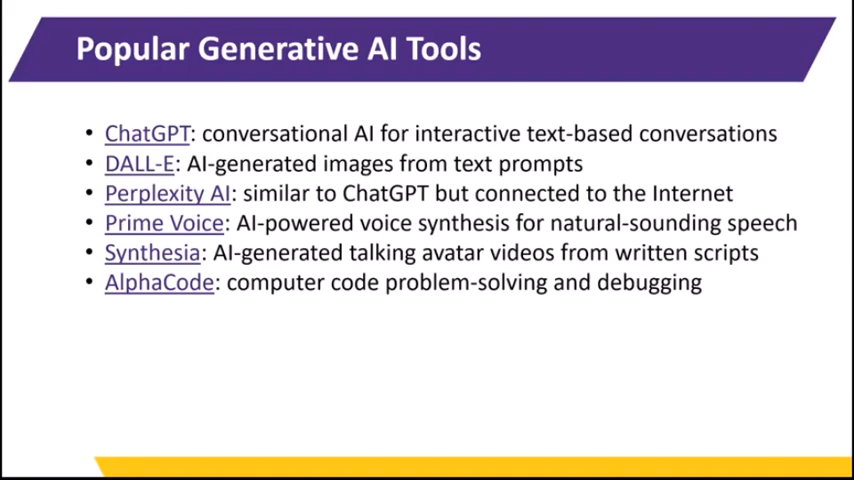 Popular Generative AI Tools
• ChatGPT: conversational AI for interactive text-based conversations
• DALL-E: AI-generated images from text prompts
• Perplexity AI: similar to ChatGPT but connected to the Internet
• Prime Voice: AI-powered voice synthesis for natural-sounding speech
• Synthesia: AI-generated talking avatar videos from written scripts
• AlphaCode: computer code problem-solving and debugging